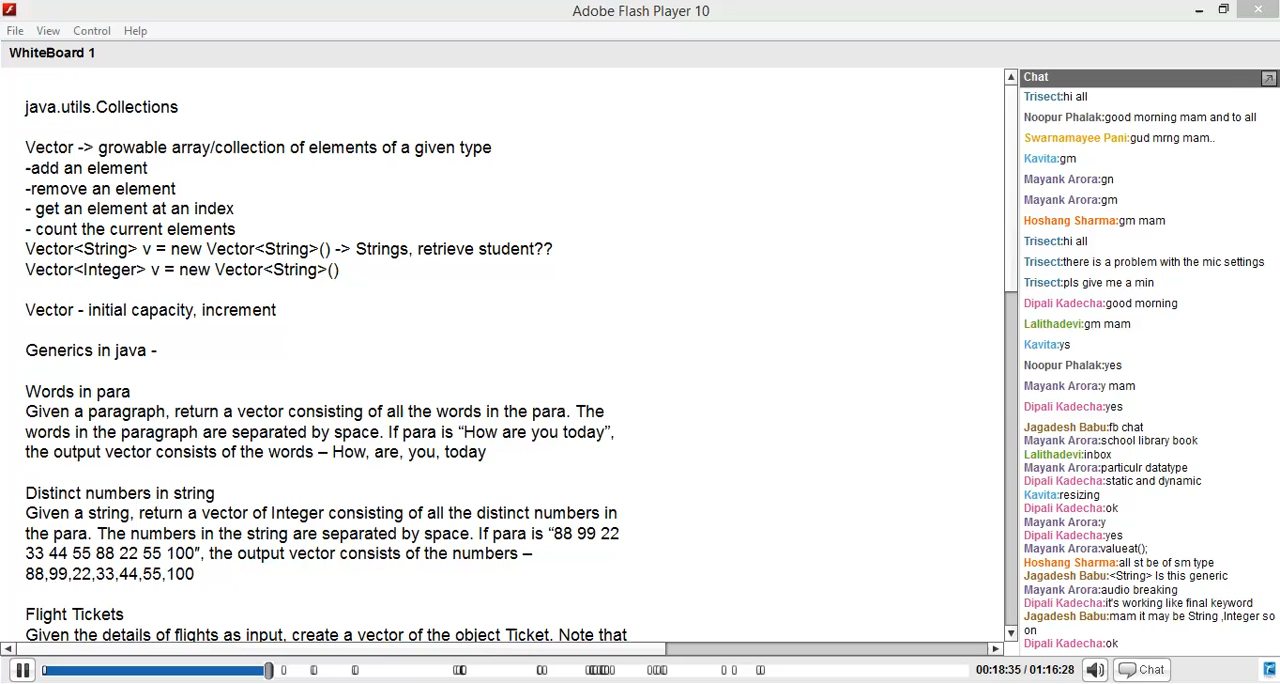 Adobe Flash Player 10
File View Control Help
WhiteBoard 1
java.utils.Collections
Vector -> growable array/collection of elements of a given type
-add an element
-remove an element
- get an element at an index
- count the current elements
Vector<String> v = new Vector<String>() -> Strings, retrieve student??
Vector<Integer> v = new Vector<String>()
Vector - initial capacity, increment
Generics in java -
Words in para
Given a paragraph, return a vector consisting of all the words in the para. The
words in the paragraph are separated by space. If para is “How are you today”,
the output vector consists of the words – How, are, you, today
Distinct numbers in string
Given a string, return a vector of Integer consisting of all the distinct numbers in
the para. The numbers in the string are separated by space. If para is “88 99 22
33 44 55 88 22 55 100”, the output vector consists of the numbers –
88,99,22,33,44,55,100
Flight Tickets
Given the details of flights as input, create a vector of the object Ticket. Note that
Chat
Trisect:hi all
Noopur Phalak:good morning mam and to all
Swarnamayee Pani:gud mrng mam..
Kavita:gm
Mayank Arora:gn
Mayank Arora:gm
Hoshang Sharma:gm mam
Trisect:hi all
Trisect:there is a problem with the mic settings
Trisect:pls give me a min
Dipali Kadecha:good morning
Lalithadevi:gm mam
Kavita:ys
Noopur Phalak:yes
Mayank Arora:y mam
Dipali Kadecha:yes
Jagadesh Babu:fb chat
Mayank Arora:school library book
Lalithadevi:inbox
Mayank Arora:particulr datatype
Dipali Kadecha:static and dynamic
Kavita:resizing
Dipali Kadecha:ok
Mayank Arora:y
Dipali Kadecha:yes
Mayank Arora:valueat();
Hoshang Sharma:all st be of sm type
Jagadesh Babu:<String> Is this generic
Mayank Arora:audio breaking
Dipali Kadecha:it's working like final keyword
Jagadesh Babu:mam it may be String ,Integer so
on
Dipali Kadecha:ok
00:18:35 / 01:16:28
Chat